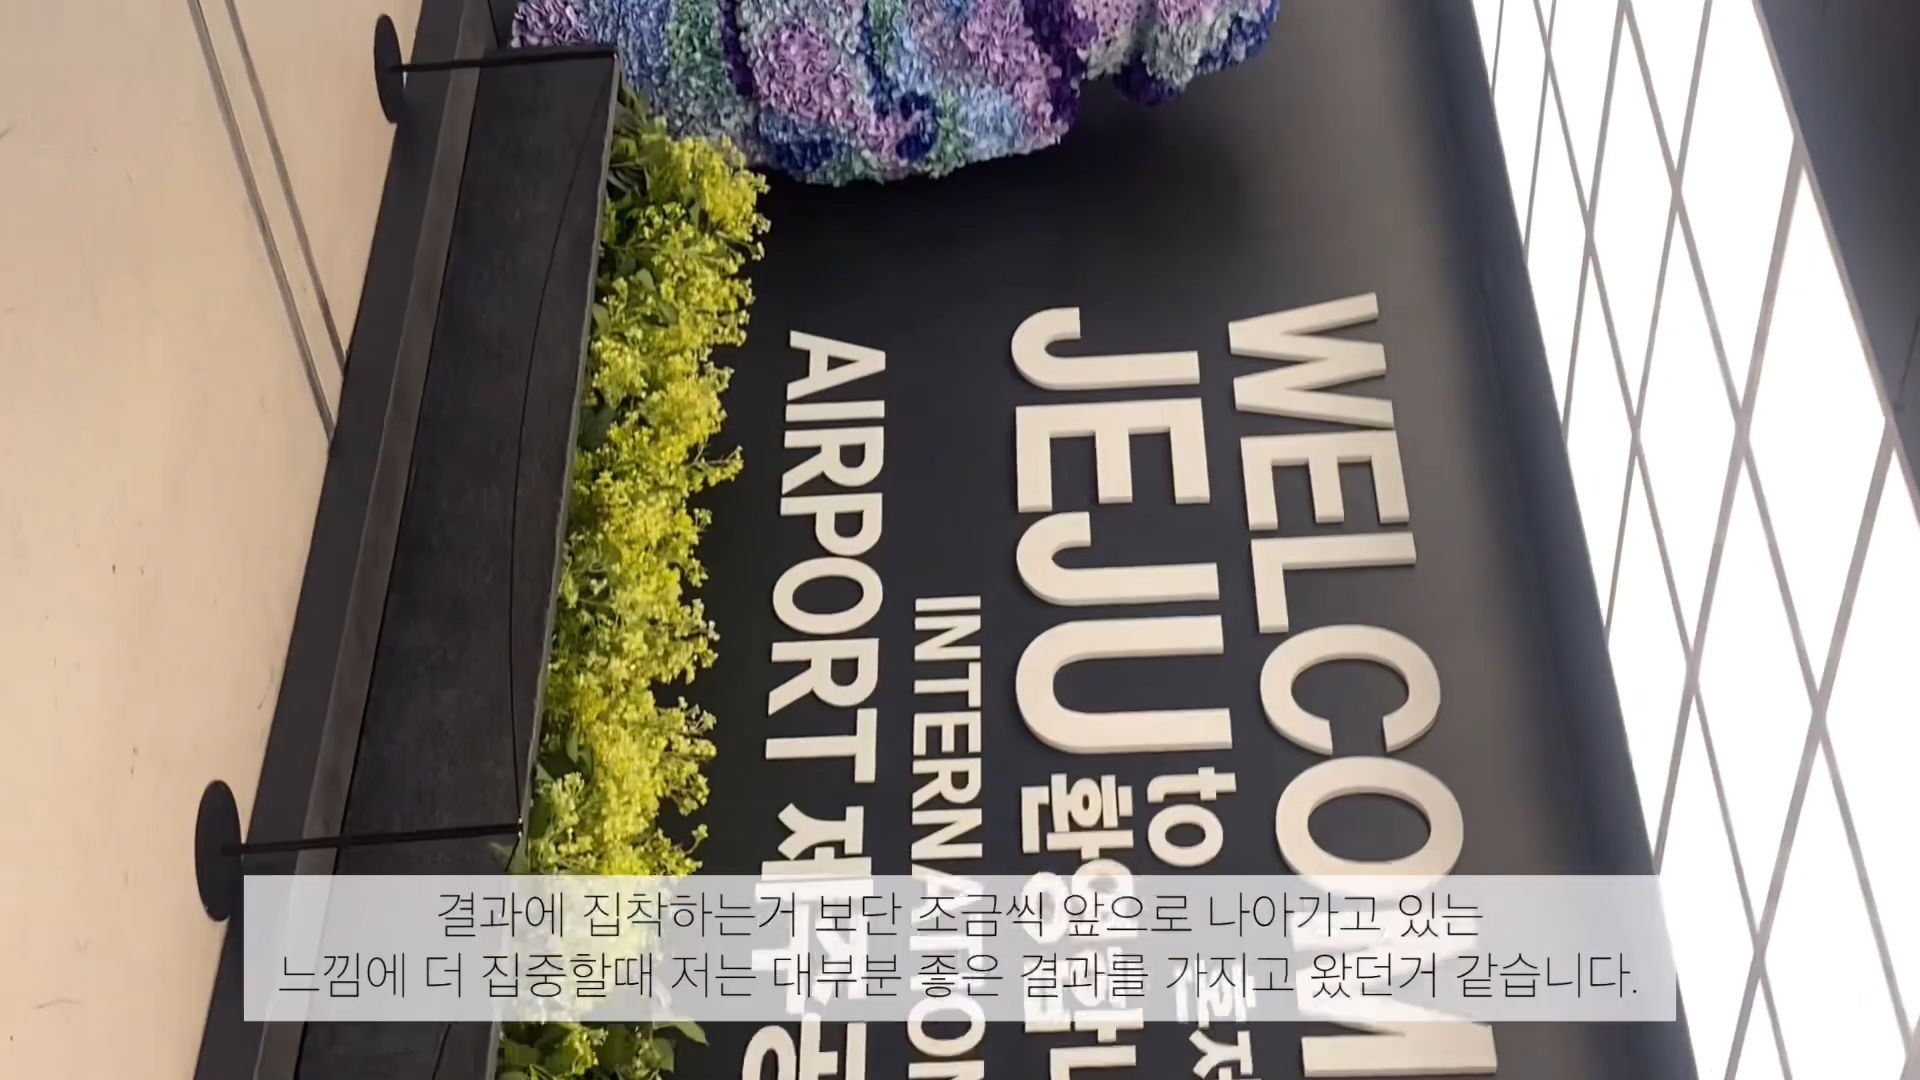 WELCOM
to
JEJU
환영합니
INTERNATION
AIRPORT 제주공
결과에 집착하는거 보단 조금씩 앞으로 나아가고 있는
느낌에 더 집중할때 저는 대부분 좋은 결과를 가지고 왔던거 같습니다.